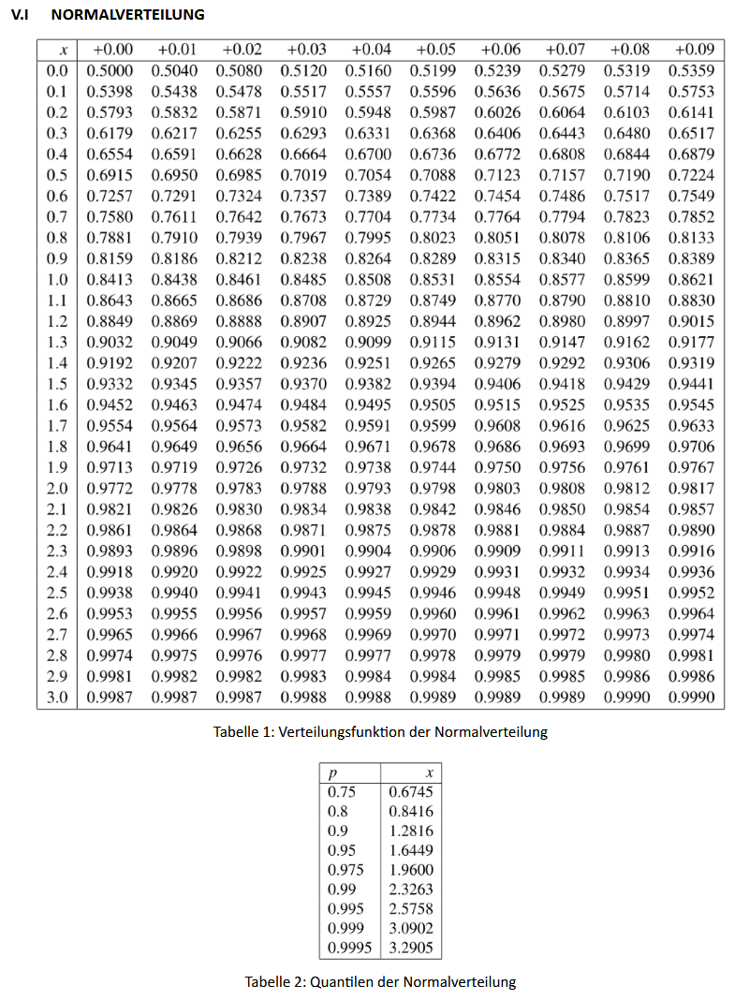 V.I NORMALVERTEILUNG
x +0.00 +0.01 +0.02 +0.03 +0.04 +0.05 +0.06 +0.07 +0.08 +0.09
0.0 0.5000 0.5040 0.5080 0.5120 0.5160 0.5199 0.5239 0.5279 0.5319 0.5359
0.1 0.5398 0.5438 0.5478 0.5517 0.5557 0.5596 0.5636 0.5675 0.5714 0.5753
0.2 0.5793 0.5832 0.5871 0.5910 0.5948 0.5987 0.6026 0.6064 0.6103 0.6141
0.3 0.6179 0.6217 0.6255 0.6293 0.6331 0.6368 0.6406 0.6443 0.6480 0.6517
0.4 0.6554 0.6591 0.6628 0.6664 0.6700 0.6736 0.6772 0.6808 0.6844 0.6879
0.5 0.6915 0.6950 0.6985 0.7019 0.7054 0.7088 0.7123 0.7157 0.7190 0.7224
0.6 0.7257 0.7291 0.7324 0.7357 0.7389 0.7422 0.7454 0.7486 0.7517 0.7549
0.7 0.7580 0.7611 0.7642 0.7673 0.7704 0.7734 0.7764 0.7794 0.7823 0.7852
0.8 0.7881 0.7910 0.7939 0.7967 0.7995 0.8023 0.8051 0.8078 0.8106 0.8133
0.9 0.8159 0.8186 0.8212 0.8238 0.8264 0.8289 0.8315 0.8340 0.8365 0.8389
1.0 0.8413 0.8438 0.8461 0.8485 0.8508 0.8531 0.8554 0.8577 0.8599 0.8621
1.1 0.8643 0.8665 0.8686 0.8708 0.8729 0.8749 0.8770 0.8790 0.8810 0.8830
1.2 0.8849 0.8869 0.8888 0.8907 0.8925 0.8944 0.8962 0.8980 0.8997 0.9015
1.3 0.9032 0.9049 0.9066 0.9082 0.9099 0.9115 0.9131 0.9147 0.9162 0.9177
1.4 0.9192 0.9207 0.9222 0.9236 0.9251 0.9265 0.9279 0.9292 0.9306 0.9319
1.5 0.9332 0.9345 0.9357 0.9370 0.9382 0.9394 0.9406 0.9418 0.9429 0.9441
1.6 0.9452 0.9463 0.9474 0.9484 0.9495 0.9505 0.9515 0.9525 0.9535 0.9545
1.7 0.9554 0.9564 0.9573 0.9582 0.9591 0.9599 0.9608 0.9616 0.9625 0.9633
1.8 0.9641 0.9649 0.9656 0.9664 0.9671 0.9678 0.9686 0.9693 0.9699 0.9706
1.9 0.9713 0.9719 0.9726 0.9732 0.9738 0.9744 0.9750 0.9756 0.9761 0.9767
2.0 0.9772 0.9778 0.9783 0.9788 0.9793 0.9798 0.9803 0.9808 0.9812 0.9817
2.1 0.9821 0.9826 0.9830 0.9834 0.9838 0.9842 0.9846 0.9850 0.9854 0.9857
2.2 0.9861 0.9864 0.9868 0.9871 0.9875 0.9878 0.9881 0.9884 0.9887 0.9890
2.3 0.9893 0.9896 0.9898 0.9901 0.9904 0.9906 0.9909 0.9911 0.9913 0.9916
2.4 0.9918 0.9920 0.9922 0.9925 0.9927 0.9929 0.9931 0.9932 0.9934 0.9936
2.5 0.9938 0.9940 0.9941 0.9943 0.9945 0.9946 0.9948 0.9949 0.9951 0.9952
2.6 0.9953 0.9955 0.9956 0.9957 0.9959 0.9960 0.9961 0.9962 0.9963 0.9964
2.7 0.9965 0.9966 0.9967 0.9968 0.9969 0.9970 0.9971 0.9972 0.9973 0.9974
2.8 0.9974 0.9975 0.9976 0.9977 0.9977 0.9978 0.9979 0.9979 0.9980 0.9981
2.9 0.9981 0.9982 0.9982 0.9983 0.9984 0.9984 0.9985 0.9985 0.9986 0.9986
3.0 0.9987 0.9987 0.9987 0.9988 0.9988 0.9989 0.9989 0.9989 0.9990 0.9990
Tabelle 1: Verteilungsfunktion der Normalverteilung
p x
0.75 0.6745
0.8 0.8416
0.9 1.2816
0.95 1.6449
0.975 1.9600
0.99 2.3263
0.995 2.5758
0.999 3.0902
0.9995 3.2905
Tabelle 2: Quantilen der Normalverteilung